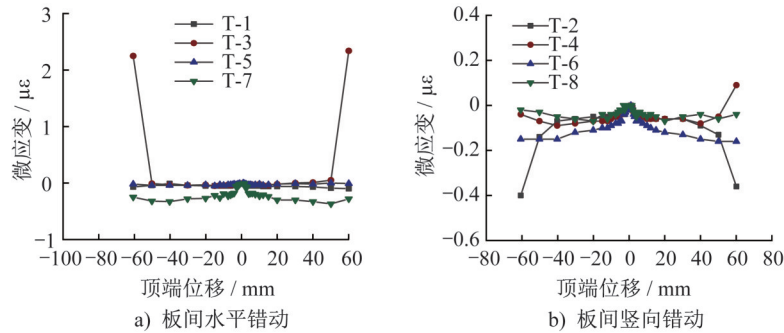 T-1
T-3
T-5
T-7
3
2
1
0
−1
微应变 / με
−100 −80 −60 −40 −20 0 20 40 60
顶端位移 / mm
a) 板间水平错动
T-2
T-4
T-6
T-8
0.4
0.2
0
−0.2
−0.4
−0.6
微应变 / με
−80 −60 −40 −20 0 20 40 60 80
顶端位移 / mm
b) 板间竖向错动